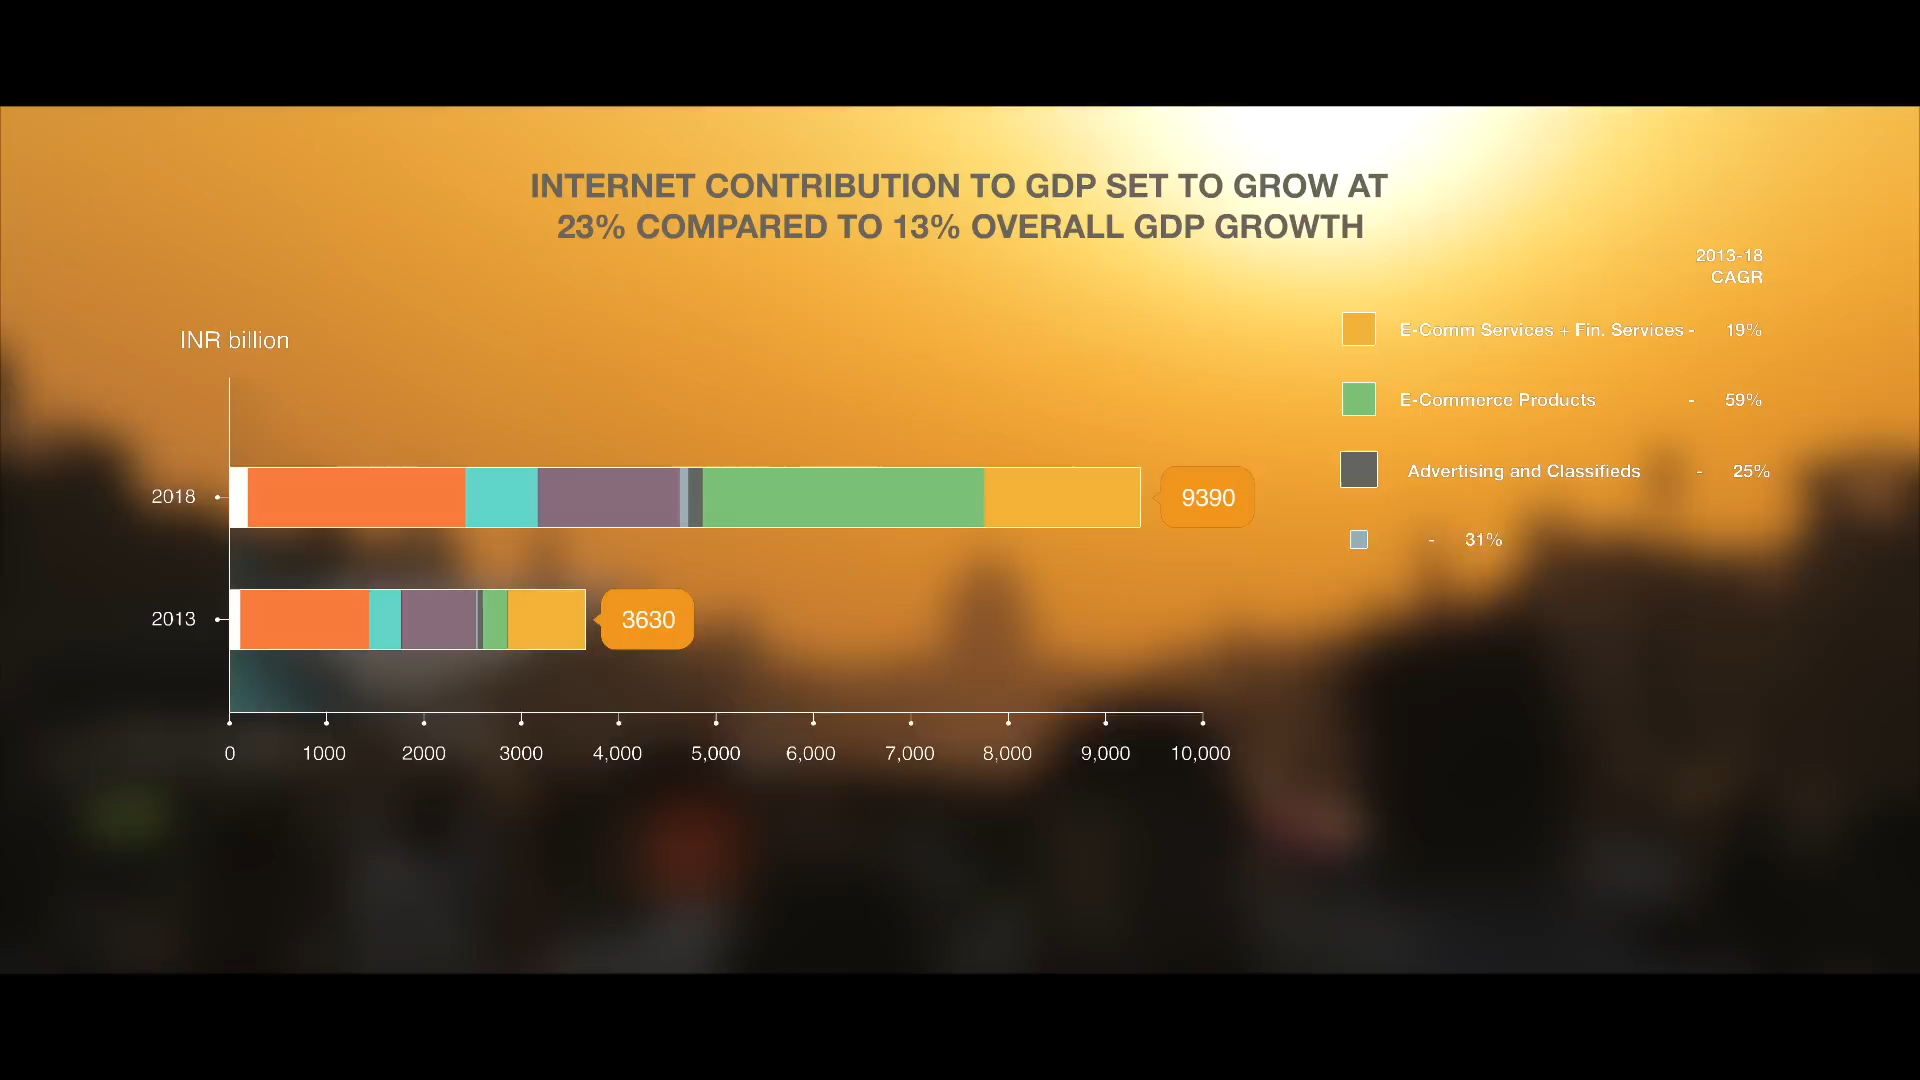 INTERNET CONTRIBUTION TO GDP SET TO GROW AT
23% COMPARED TO 13% OVERALL GDP GROWTH
2013-18
CAGR
INR billion
E-Comm Services + Fin. Services - 19%
E-Commerce Products - 59%
Advertising and Classifieds - 25%
- 31%
2018
9390
2013
3630
0 1000 2000 3000 4,000 5,000 6,000 7,000 8,000 9,000 10,000